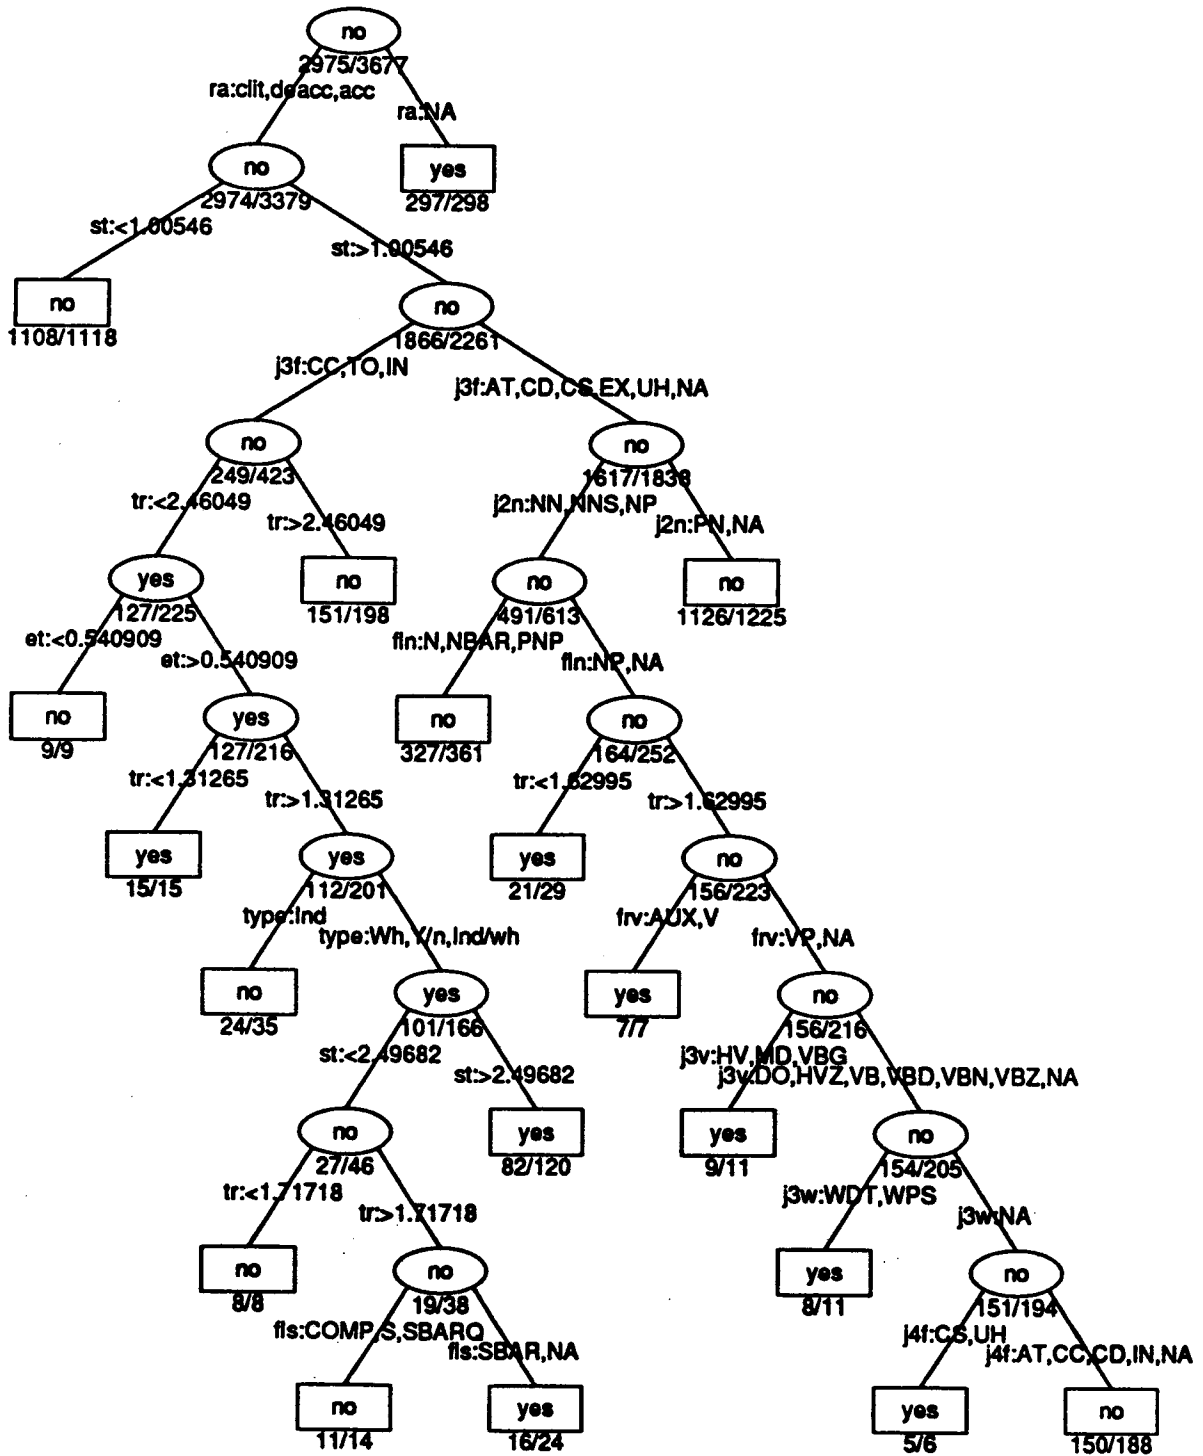 no
2975/3677
ra:clit,deacc,acc
ra:NA
no
2974/3379
yes
297/298
st:<1.00546
st:>1.00546
no
1108/1118
no
1866/2261
j3f:CC,TO,IN
j3f:AT,CD,CS,EX,UH,NA
no
249/423
no
1617/1838
tr:<2.46049
tr:>2.46049
j2n:NN,NNS,NP
j2n:PN,NA
yes
127/225
no
151/198
no
491/613
no
1126/1225
et:<0.540909
et:>0.540909
fln:N,NBAR,PNP
fln:NP,NA
no
9/9
yes
127/216
no
327/361
no
164/252
tr:<1.31265
tr:>1.31265
tr:<1.62995
tr:>1.62995
yes
15/15
yes
112/201
yes
21/29
no
156/223
type:Ind
type:Wh,Y/n,Ind/wh
frv:AUX,V
frv:VP,NA
no
24/35
yes
101/166
yes
7/7
no
156/216
st:<2.49682
st:>2.49682
j3v:HV,MD,VBG
j3v:DO,HVZ,VB,VBD,VBN,VBZ,NA
no
27/46
yes
82/120
yes
9/11
no
154/205
tr:<1.71718
tr:>1.71718
j3w:WDT,WPS
j3w:NA
no
8/8
no
19/38
yes
8/11
no
151/194
fls:COMP,S,SBARQ
fls:SBAR,NA
j4f:CS,UH
j4f:AT,CC,CD,IN,NA
no
11/14
yes
16/24
yes
5/6
no
150/188